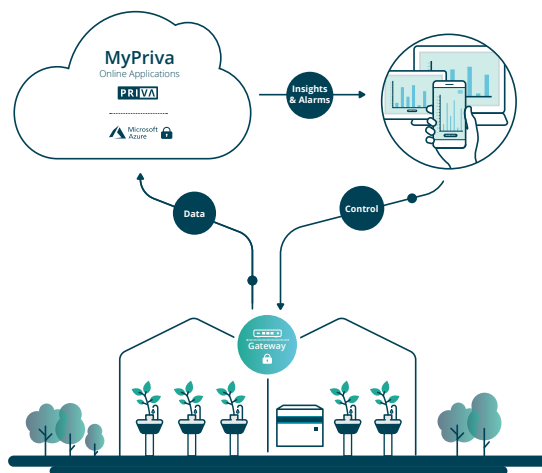 MyPriva
Online Applications
PRIVA
Microsoft
Azure
Insights
& Alarms
Data
Control
Gateway